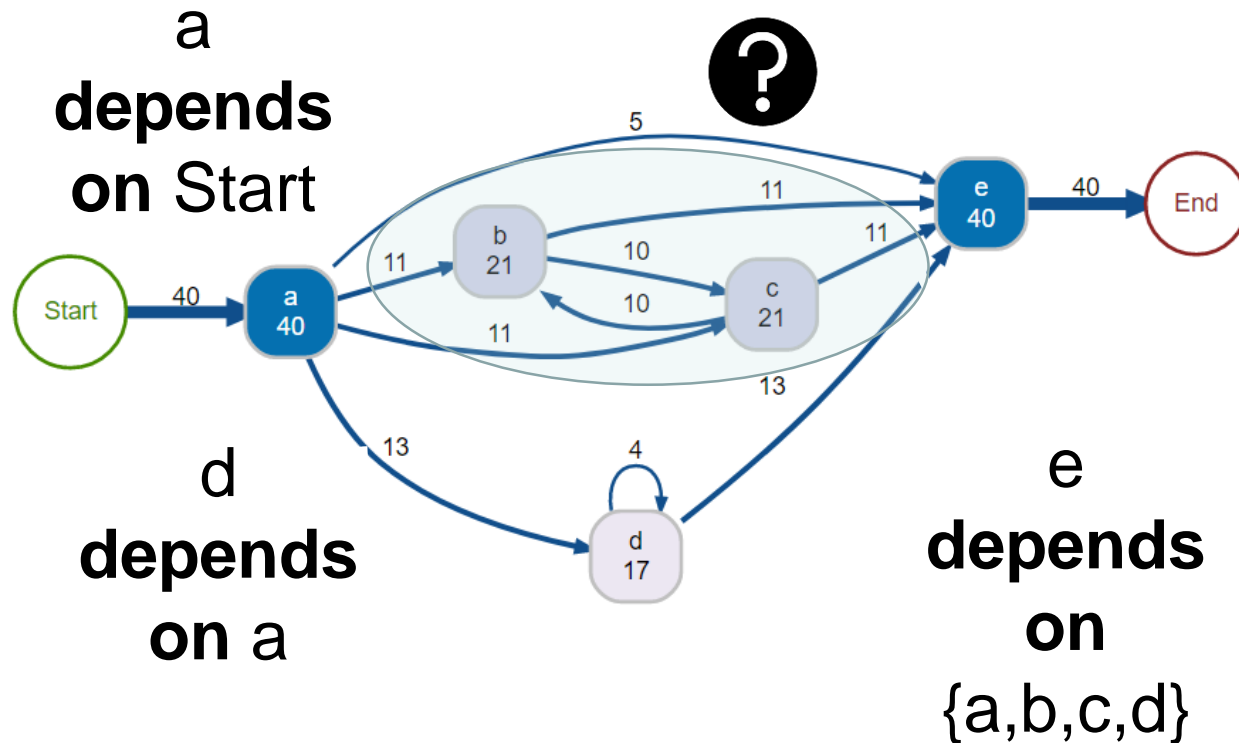 a
depends
on Start
?
5
11
e
40
40
End
b
21
11
10
11
c
21
10
Start
40
a
40
11
13
13
4
d
17
d
depends
on a
e
depends
on
{a,b,c,d}